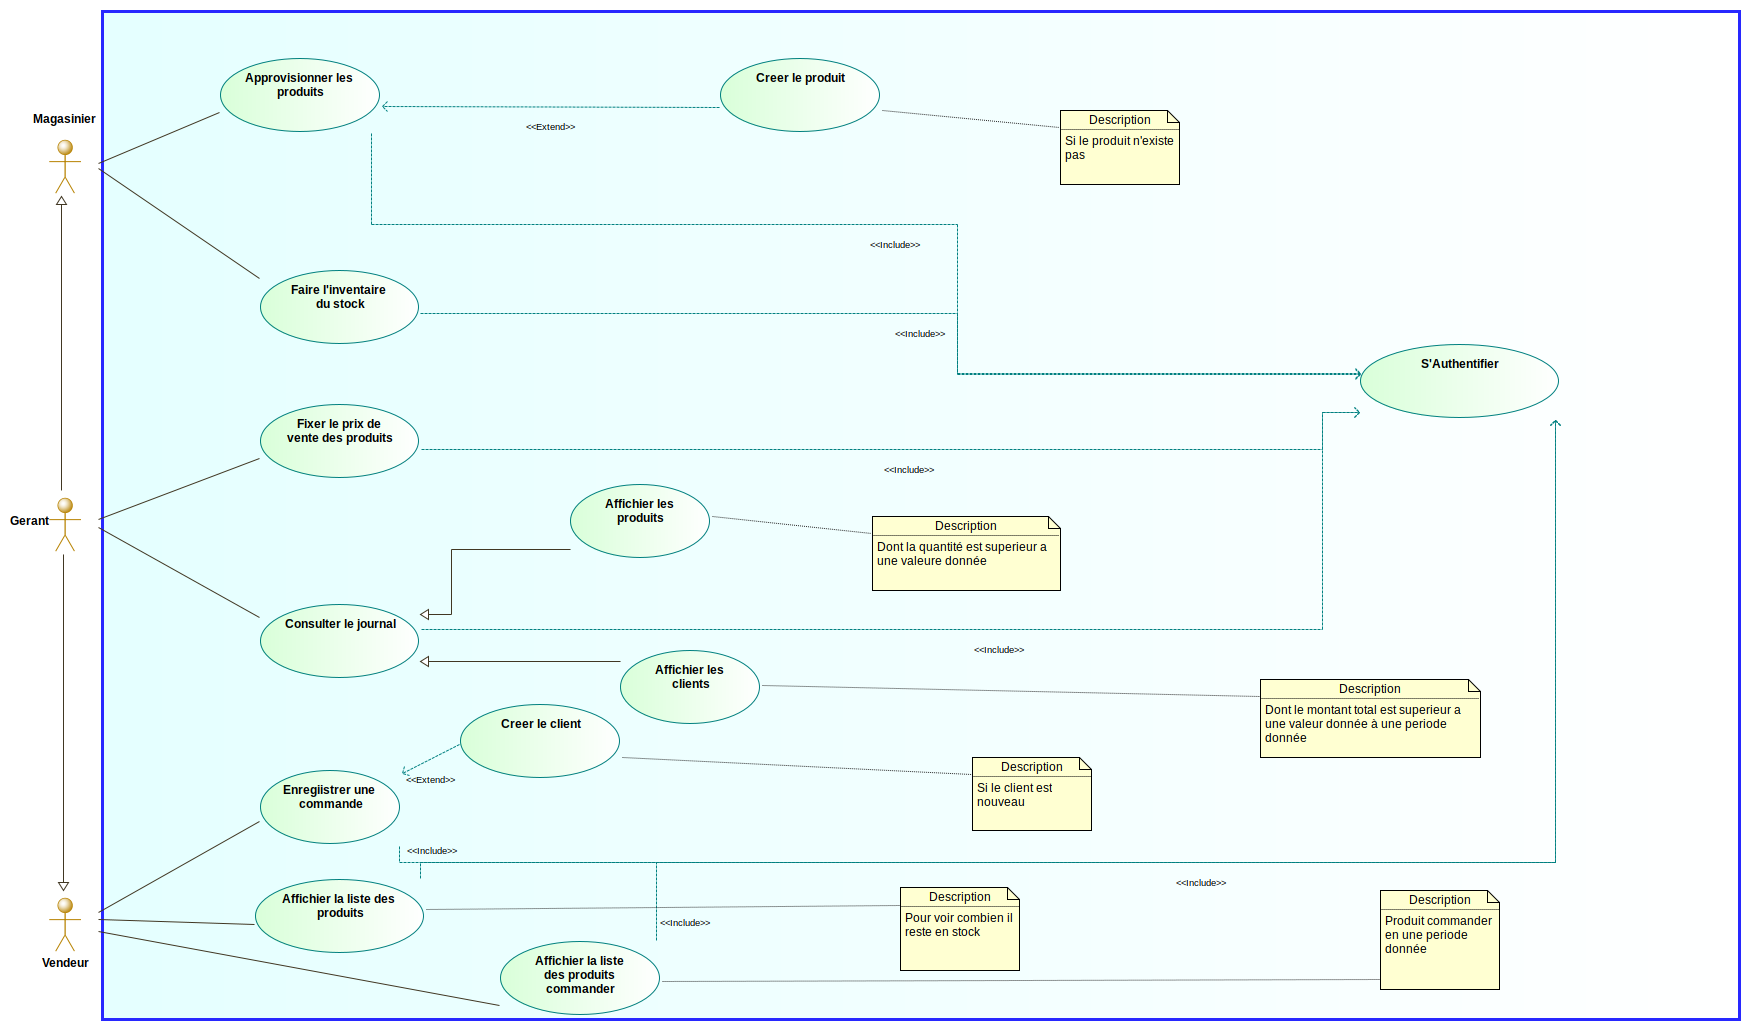 Approvisionner les
produits
Creer le produit
Magasinier
Description
Si le produit n'existe
pas
<<Extend>>
<<Include>>
Faire l'inventaire
du stock
<<Include>>
S'Authentifier
Fixer le prix de
vente des produits
<<Include>>
Affichier les
produits
Gerant
Description
Dont la quantité est superieur a
une valeure donnée
Consulter le journal
<<Include>>
Affichier les
clients
Description
Dont le montant total est superieur a
une valeur donnée à une periode
donnée
Creer le client
<<Extend>>
Description
Si le client est
nouveau
Enregiistrer une
commande
<<Include>>
<<Include>>
Affichier la liste des
produits
Description
Pour voir combien il
reste en stock
Description
Produit commander
en une periode
donnée
<<Include>>
Vendeur
Affichier la liste
des produits
commander